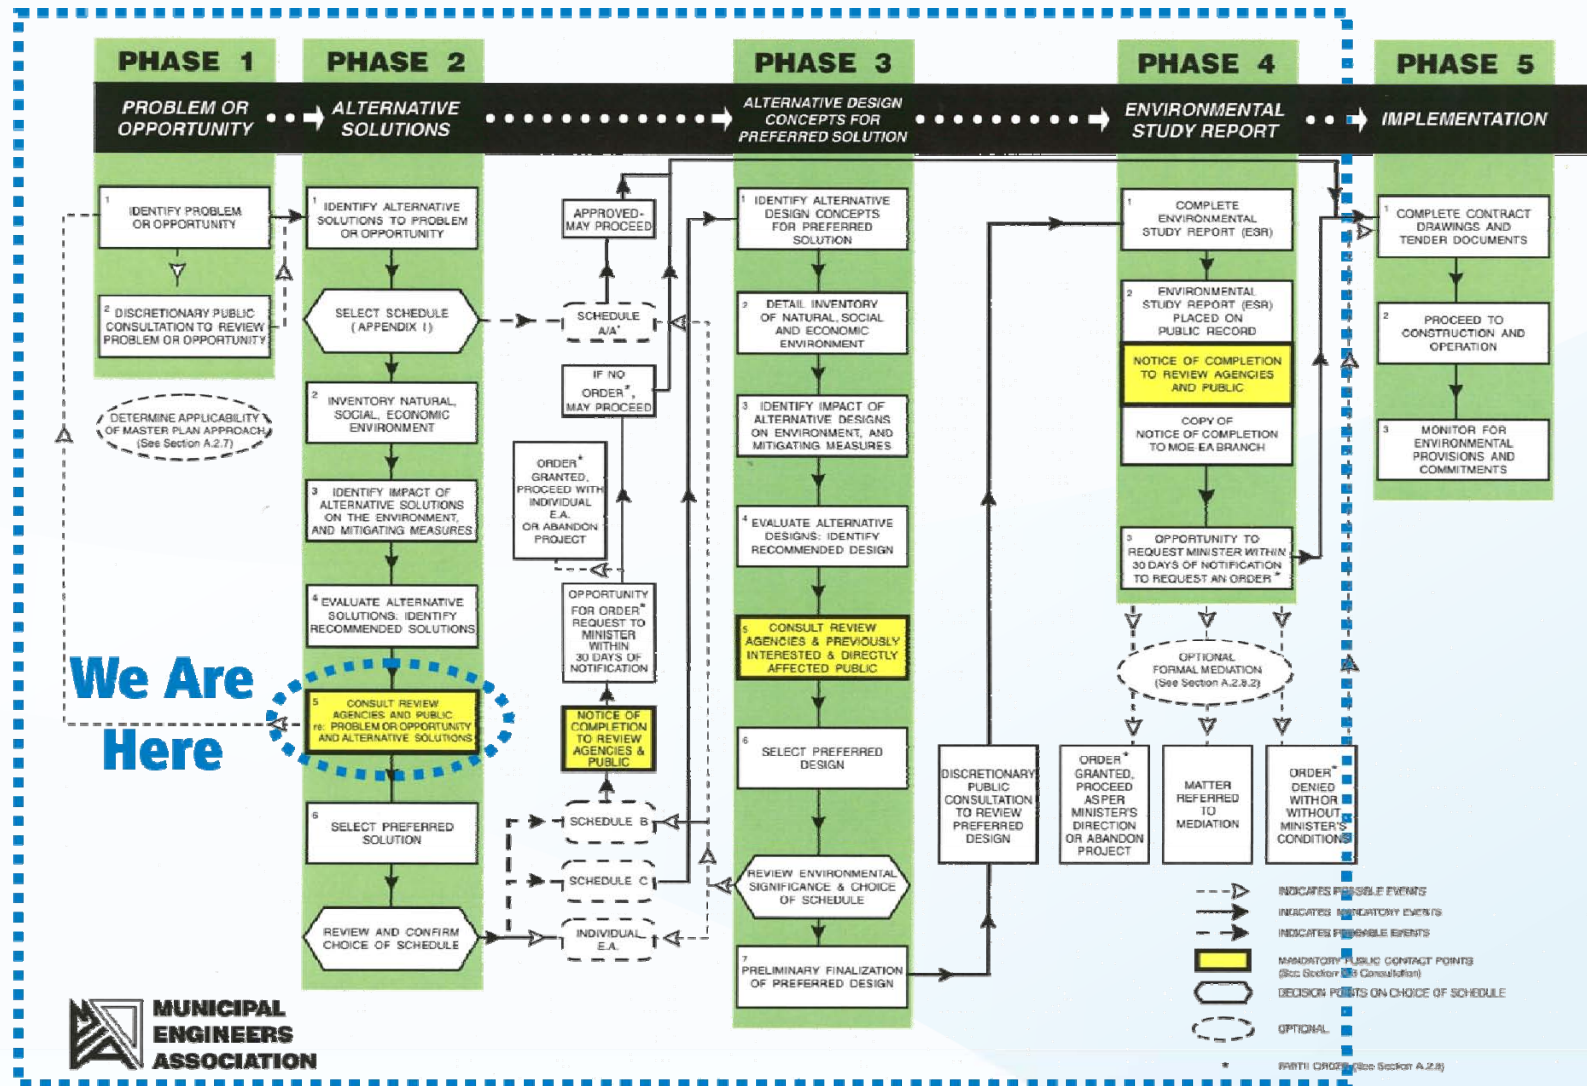 PHASE 1
PROBLEM OR
OPPORTUNITY
1
IDENTIFY PROBLEM
OR OPPORTUNITY
2 DISCRETIONARY PUBLIC
CONSULTATION TO REVIEW
PROBLEM OR OPPORTUNITY
DETERMINE APPLICABILITY
OF MASTER PLAN APPROACH
(See Section A.2.7)
We Are
Here
PHASE 2
ALTERNATIVE
SOLUTIONS
1 IDENTIFY ALTERNATIVE
SOLUTIONS TO PROBLEM
OR OPPORTUNITY
SELECT SCHEDULE
(APPENDIX I)
2 INVENTORY NATURAL,
SOCIAL, ECONOMIC
ENVIRONMENT
3 IDENTIFY IMPACT OF
ALTERNATIVE SOLUTIONS
ON THE ENVIRONMENT,
AND MITIGATING MEASURES
4 EVALUATE ALTERNATIVE
SOLUTIONS: IDENTIFY
RECOMMENDED SOLUTIONS
5 CONSULT REVIEW
AGENCIES AND PUBLIC
re: PROBLEM OR OPPORTUNITY
AND ALTERNATIVE SOLUTIONS
6
SELECT PREFERRED
SOLUTION
REVIEW AND CONFIRM
CHOICE OF SCHEDULE
APPROVED-
MAY PROCEED
SCHEDULE
A/A+
IF NO
ORDER*,
MAY PROCEED
ORDER*
GRANTED,
PROCEED WITH
INDIVIDUAL
E.A.
OR ABANDON
PROJECT
OPPORTUNITY
FOR ORDER*
REQUEST TO
MINISTER
WITHIN
30 DAYS OF
NOTIFICATION
NOTICE OF
COMPLETION
TO REVIEW
AGENCIES &
PUBLIC
SCHEDULE B
SCHEDULE C
INDIVIDUAL
E.A.
PHASE 3
ALTERNATIVE DESIGN
CONCEPTS FOR
PREFERRED SOLUTION
1 IDENTIFY ALTERNATIVE
DESIGN CONCEPTS
FOR PREFERRED
SOLUTION
2 DETAIL INVENTORY
OF NATURAL, SOCIAL
AND ECONOMIC
ENVIRONMENT
3 IDENTIFY IMPACT OF
ALTERNATIVE DESIGNS
ON ENVIRONMENT, AND
MITIGATING MEASURES
4 EVALUATE ALTERNATIVE
DESIGNS: IDENTIFY
RECOMMENDED DESIGN
5 CONSULT REVIEW
AGENCIES & PREVIOUSLY
INTERESTED & DIRECTLY
AFFECTED PUBLIC
6
SELECT PREFERRED
DESIGN
REVIEW ENVIRONMENTAL
SIGNIFICANCE & CHOICE
OF SCHEDULE
7
PRELIMINARY FINALIZATION
OF PREFERRED DESIGN
DISCRETIONARY
PUBLIC
CONSULTATION
TO REVIEW
PREFERRED
DESIGN
PHASE 4
ENVIRONMENTAL
STUDY REPORT
1
COMPLETE
ENVIRONMENTAL
STUDY REPORT (ESR)
2 ENVIRONMENTAL
STUDY REPORT (ESR)
PLACED ON
PUBLIC RECORD
NOTICE OF COMPLETION
TO REVIEW AGENCIES
AND PUBLIC
COPY OF
NOTICE OF COMPLETION
TO MOE-EA BRANCH
3 OPPORTUNITY TO
REQUEST MINISTER WITHIN
30 DAYS OF NOTIFICATION
TO REQUEST AN ORDER*
OPTIONAL
FORMAL MEDIATION
(See Section A.2.8.2)
ORDER*
GRANTED,
PROCEED
AS PER
MINISTER'S
DIRECTION
OR ABANDON
PROJECT
MATTER
REFERRED
TO
MEDIATION
ORDER*
DENIED
WITH OR
WITHOUT
MINISTER'S
CONDITIONS
PHASE 5
IMPLEMENTATION
1 COMPLETE CONTRACT
DRAWINGS AND
TENDER DOCUMENTS
2 PROCEED TO
CONSTRUCTION AND
OPERATION
3 MONITOR FOR
ENVIRONMENTAL
PROVISIONS AND
COMMITMENTS
INDICATES POSSIBLE EVENTS
INDICATES MANDATORY EVENTS
INDICATES PROBABLE EVENTS
MANDATORY PUBLIC CONTACT POINTS
(See Section Consultation)
DECISION POINTS ON CHOICE OF SCHEDULE
OPTIONAL
* PART II ORDER (See Section A.2.8)
MUNICIPAL
ENGINEERS
ASSOCIATION